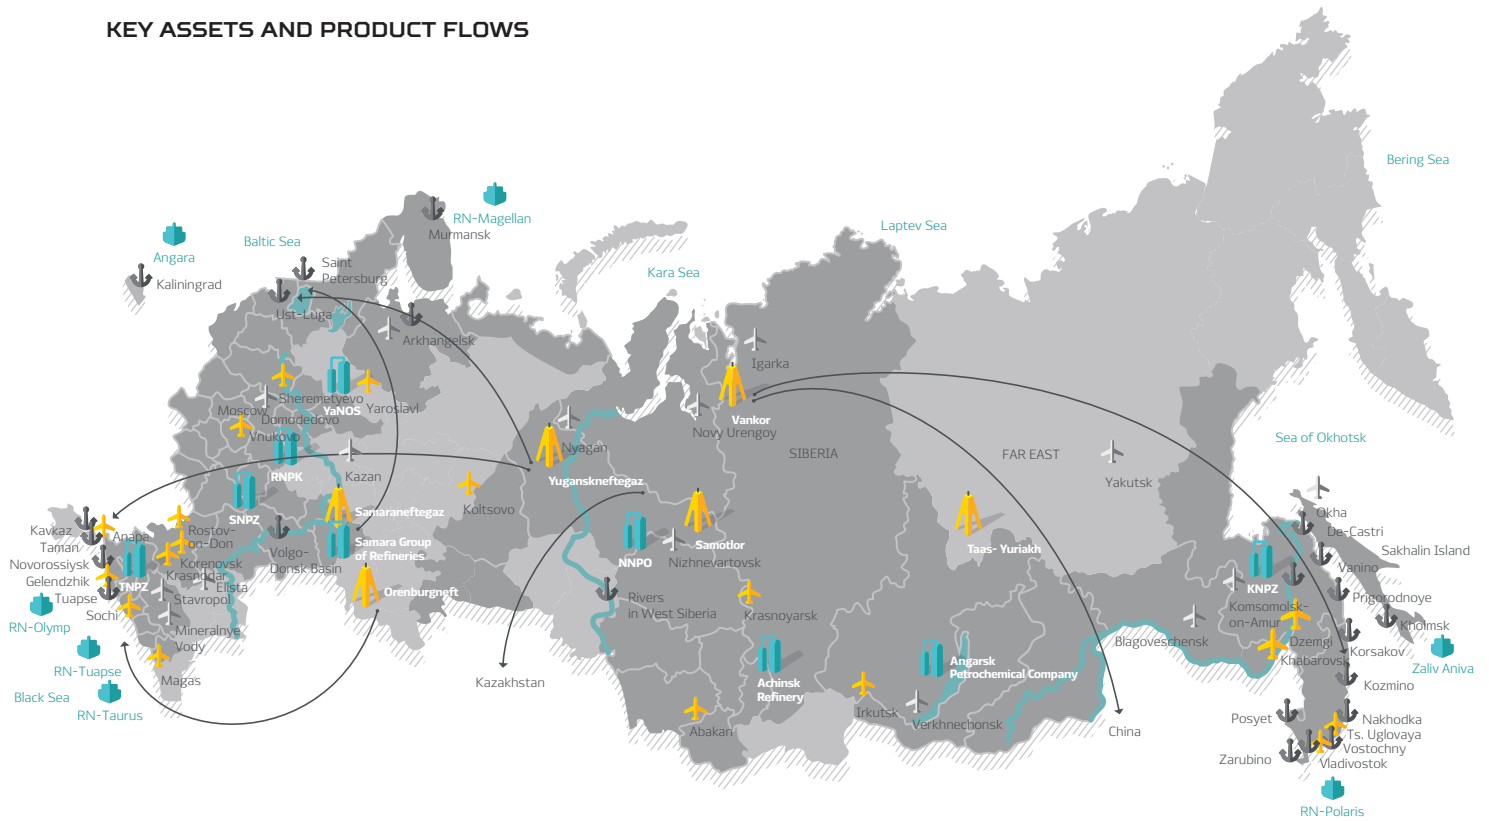 KEY ASSETS AND PRODUCT FLOWS
Bering Sea
RN-Magellan
Murmansk
Laptev Sea
Baltic Sea
Angara
Kaliningrad
Saint
Petersburg
Kara Sea
Ust-Luga
Arkhangelsk
Igarka
Sheremetyevo
YaNOS
Yaroslavl
Moscow
Domodedovo
Vnukovo
Vankor
Novy Urengoy
Sea of Okhotsk
SIBERIA
FAR EAST
Nyagan
RNPK
Kazan
Yuganskneftegaz
Yakutsk
Koltsovo
SNPZ
Samaraneftegaz
Okha
Kavkaz
Anapa
Rostov-
on-Don
De-Castri
Taman
Samara Group
of Refineries
Samotlor
Taas- Yuriakh
Sakhalin Island
Novorossiysk
Volgo-
Donsk Basin
Korenovsk
NNPO
Nizhnevartovsk
Vanino
Gelendzhik
TNPZ
Krasnodar
Elista
Orenburgneft
KNPZ
Tuapse
Stavropol
Rivers
in West Siberia
Krasnoyarsk
Komsomolsk-
on-Amur
Prigorodnoye
Sochi
RN-Olymp
Mineralnye
Vody
Blagoveschensk
Dzemgi
Kholmsk
Khabarovsk
Korsakov
RN-Tuapse
Angarsk
Petrochemical Company
Zaliv Aniva
Magas
Kazakhstan
Achinsk
Refinery
Kozmino
Black Sea
RN-Taurus
Irkutsk
Verkhnechonsk
Abakan
China
Posyet
Nakhodka
Ts. Uglovaya
Vostochny
Zarubino
Vladivostok
RN-Polaris